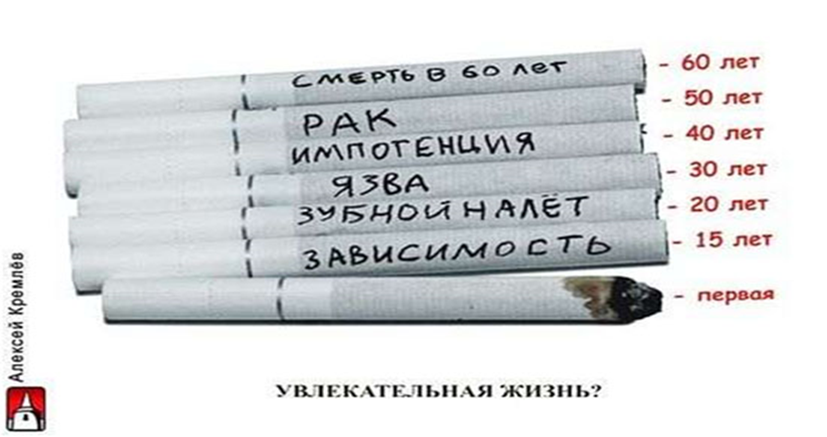 СМЕРТЬ В 60 ЛЕТ - 60 лет
РАК - 50 лет
ИМПОТЕНЦИЯ - 40 лет
ЯЗВА - 30 лет
ЗУБНОЙ НАЛЁТ - 20 лет
ЗАВИСИМОСТЬ - 15 лет
- первая
УВЛЕКАТЕЛЬНАЯ ЖИЗНЬ?
Алексей Кремлёв